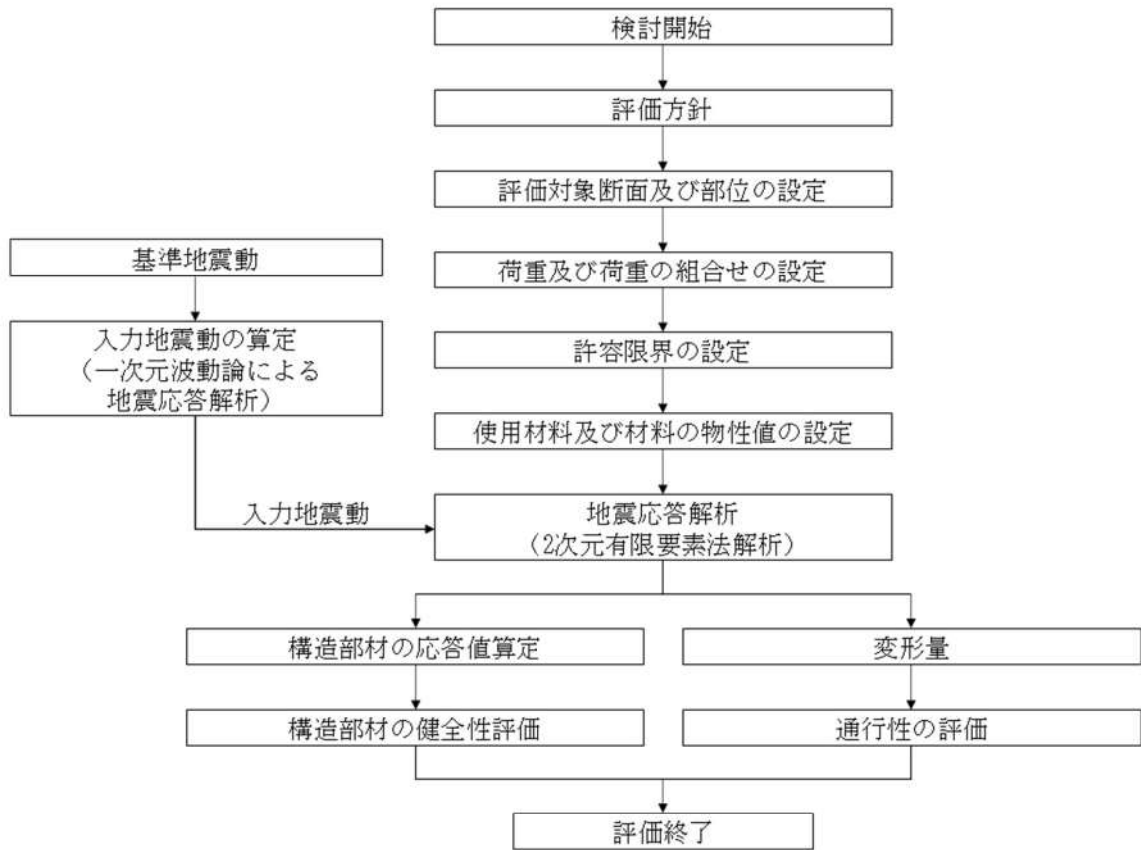 検討開始
評価方針
評価対象断面及び部位の設定
基準地震動
荷重及び荷重の組合せの設定
入力地震動の算定
（一次元波動論による
地震応答解析）
許容限界の設定
使用材料及び材料の物性値の設定
入力地震動
地震応答解析
（2次元有限要素法解析）
構造部材の応答値算定
変形量
構造部材の健全性評価
通行性の評価
評価終了